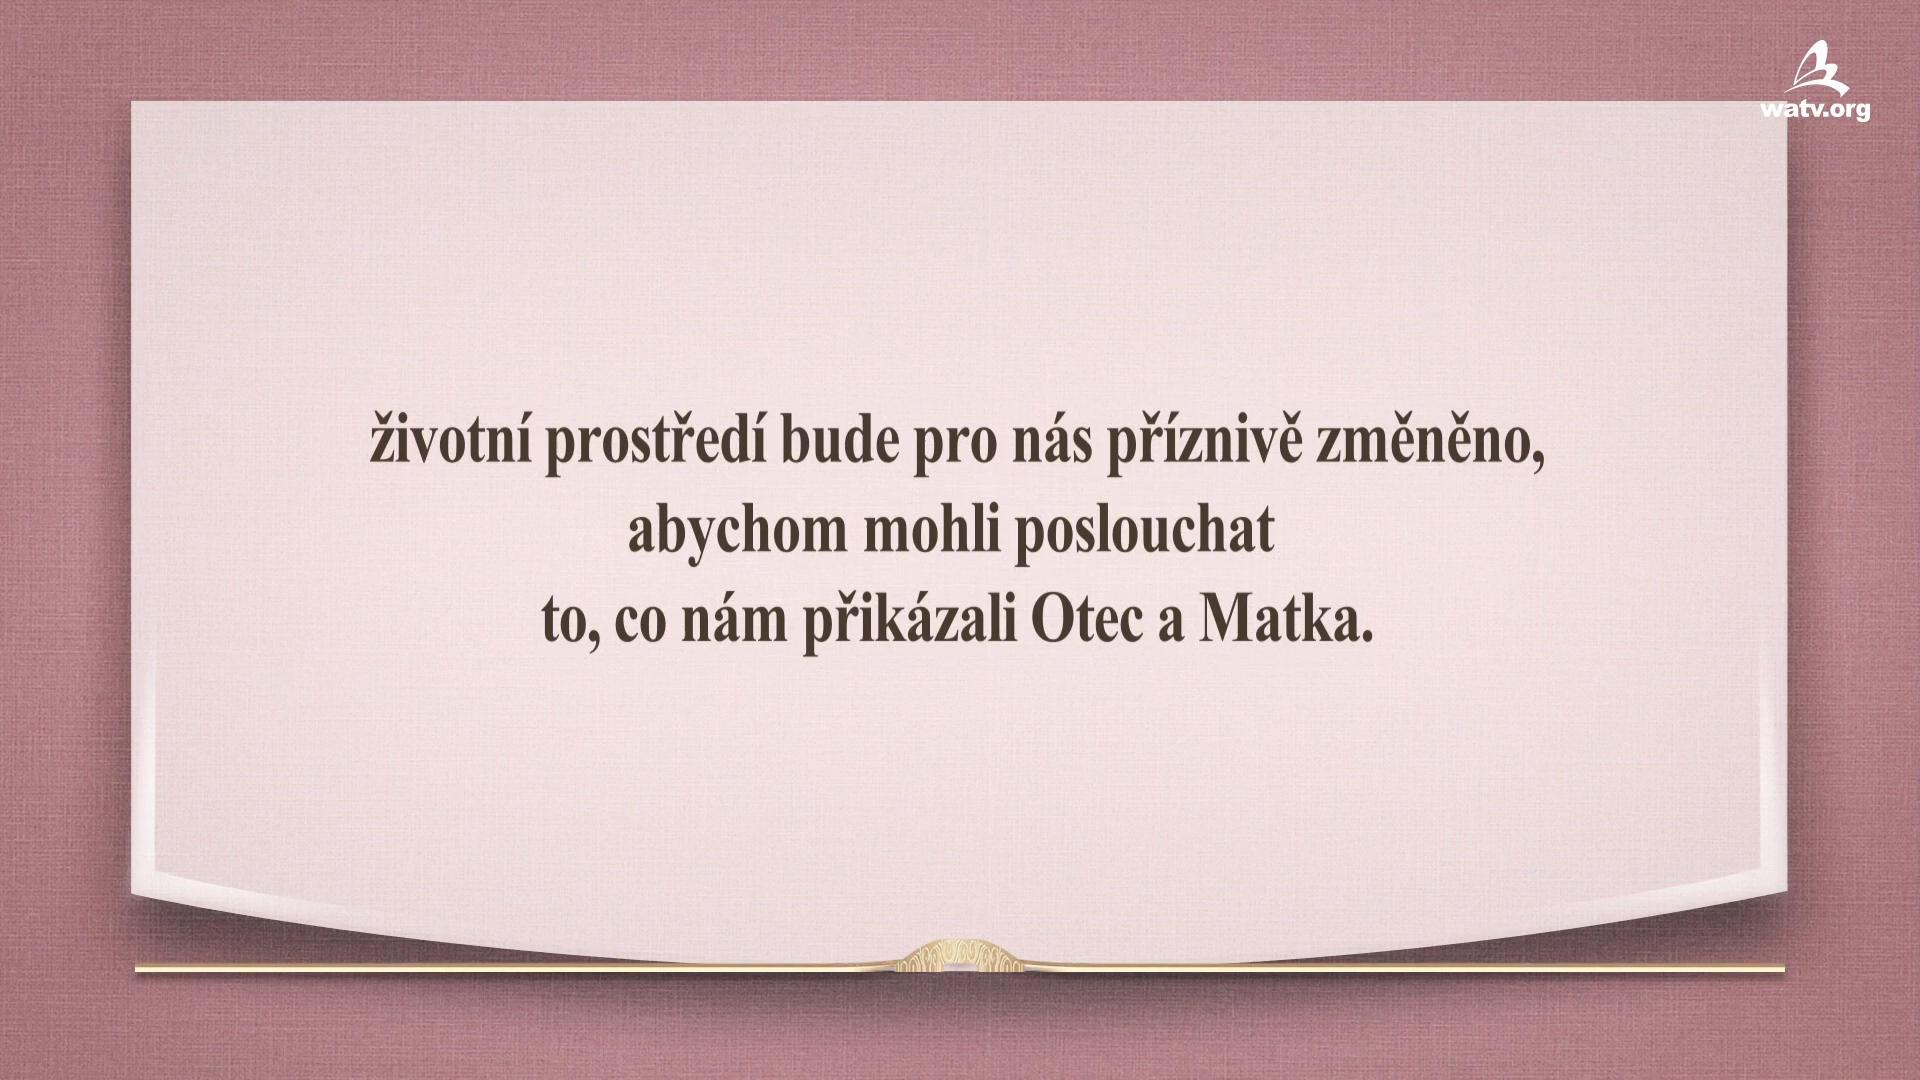 watv.org
životní prostředí bude pro nás příznivě změněno,
abychom mohli poslouchat
to, co nám přikázali Otec a Matka.